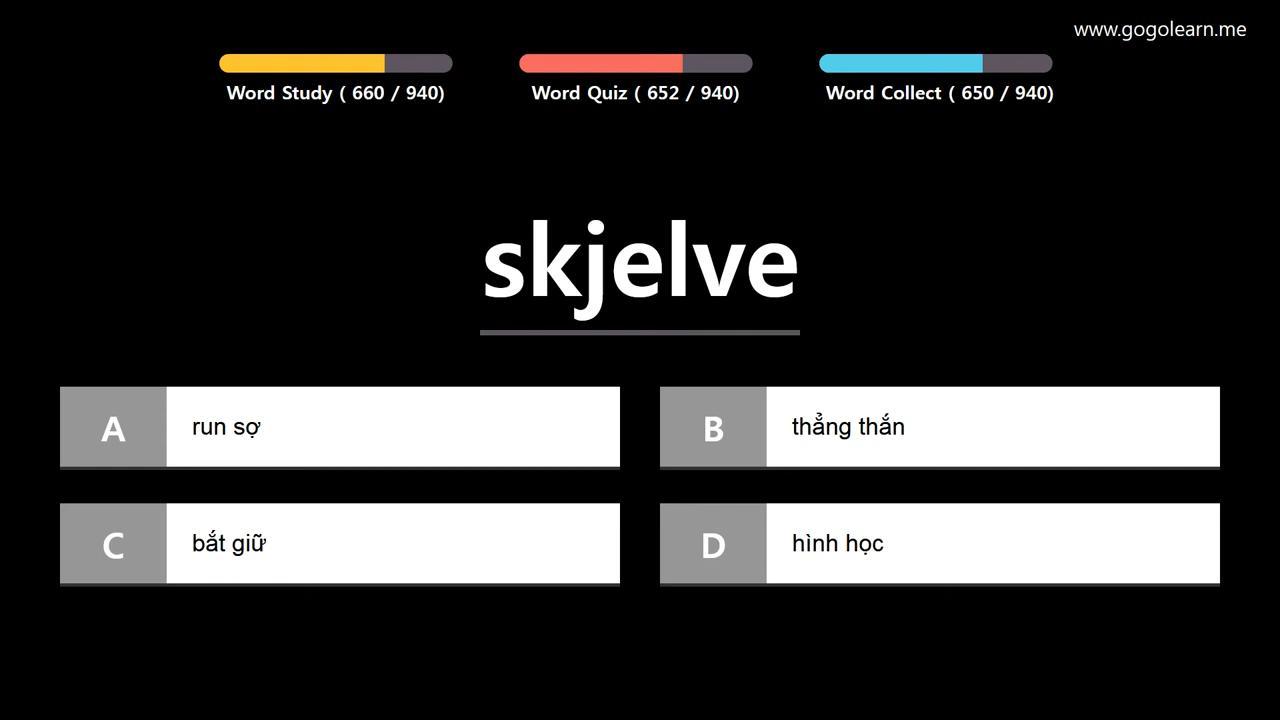 www.gogolearn.me
Word Study ( 660 / 940)
Word Quiz ( 652 / 940)
Word Collect ( 650 / 940)
skjelve
A run sợ
B thẳng thắn
C bắt giữ
D hình học